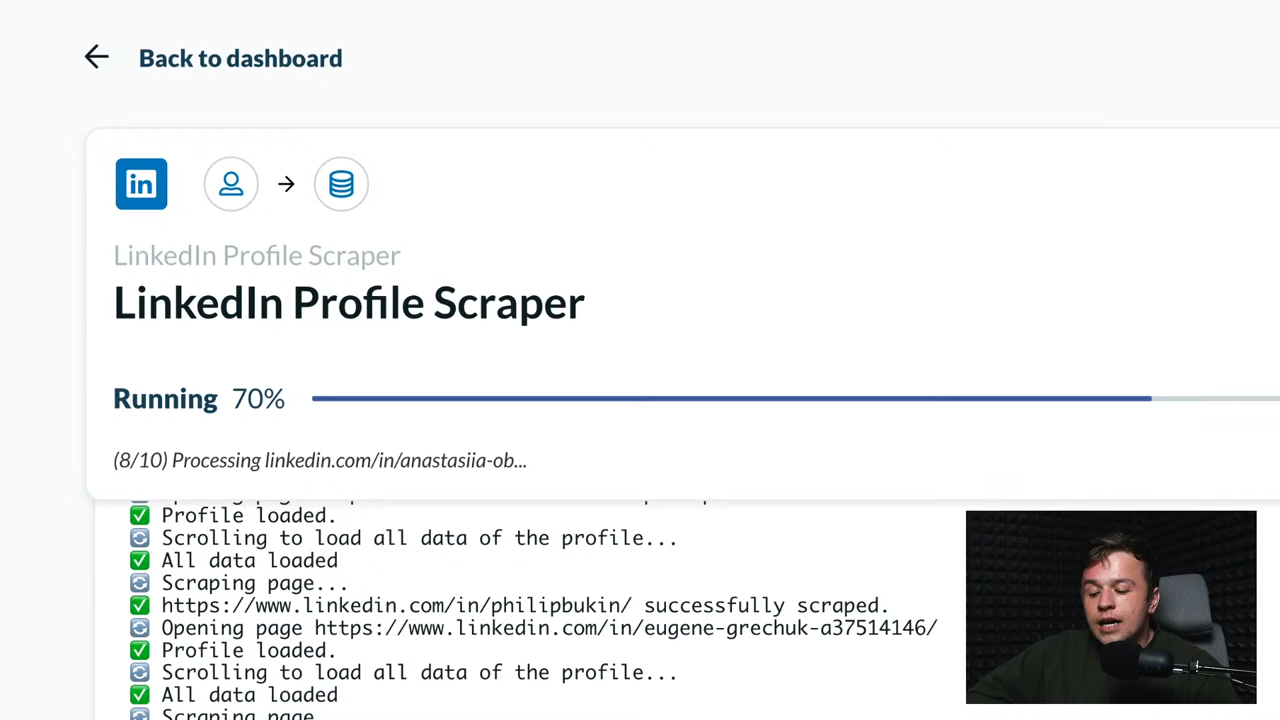 Back to dashboard
in
LinkedIn Profile Scraper
LinkedIn Profile Scraper
Running 70%
(8/10) Processing linkedin.com/in/anastasiia-ob...
Profile loaded.
Scrolling to load all data of the profile...
All data loaded
Scraping page...
https://www.linkedin.com/in/philipbukin/ successfully scraped.
Opening page https://www.linkedin.com/in/eugene-grechuk-a37514146/
Profile loaded.
Scrolling to load all data of the profile...
All data loaded
Scraping page